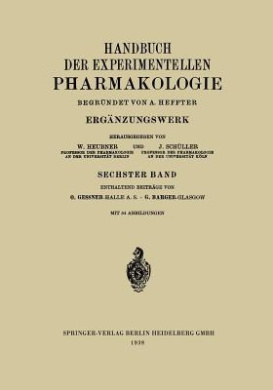 HANDBUCH
DER EXPERIMENTELLEN
PHARMAKOLOGIE
BEGRÜNDET VON A. HEFFTER
ERGÄNZUNGSWERK
HERAUSGEGEBEN VON
W. HEUBNER UND J. SCHÜLLER
PROFESSOR DER PHARMAKOLOGIE PROFESSOR DER PHARMAKOLOGIE
AN DER UNIVERSITÄT BERLIN AN DER UNIVERSITÄT KÖLN
SECHSTER BAND
ENTHALTEND BEITRÄGE VON
O. GESSNER-HALLE A. S. · G. BARGER-GLASGOW
MIT 50 ABBILDUNGEN
SPRINGER-VERLAG BERLIN HEIDELBERG GMBH
1938